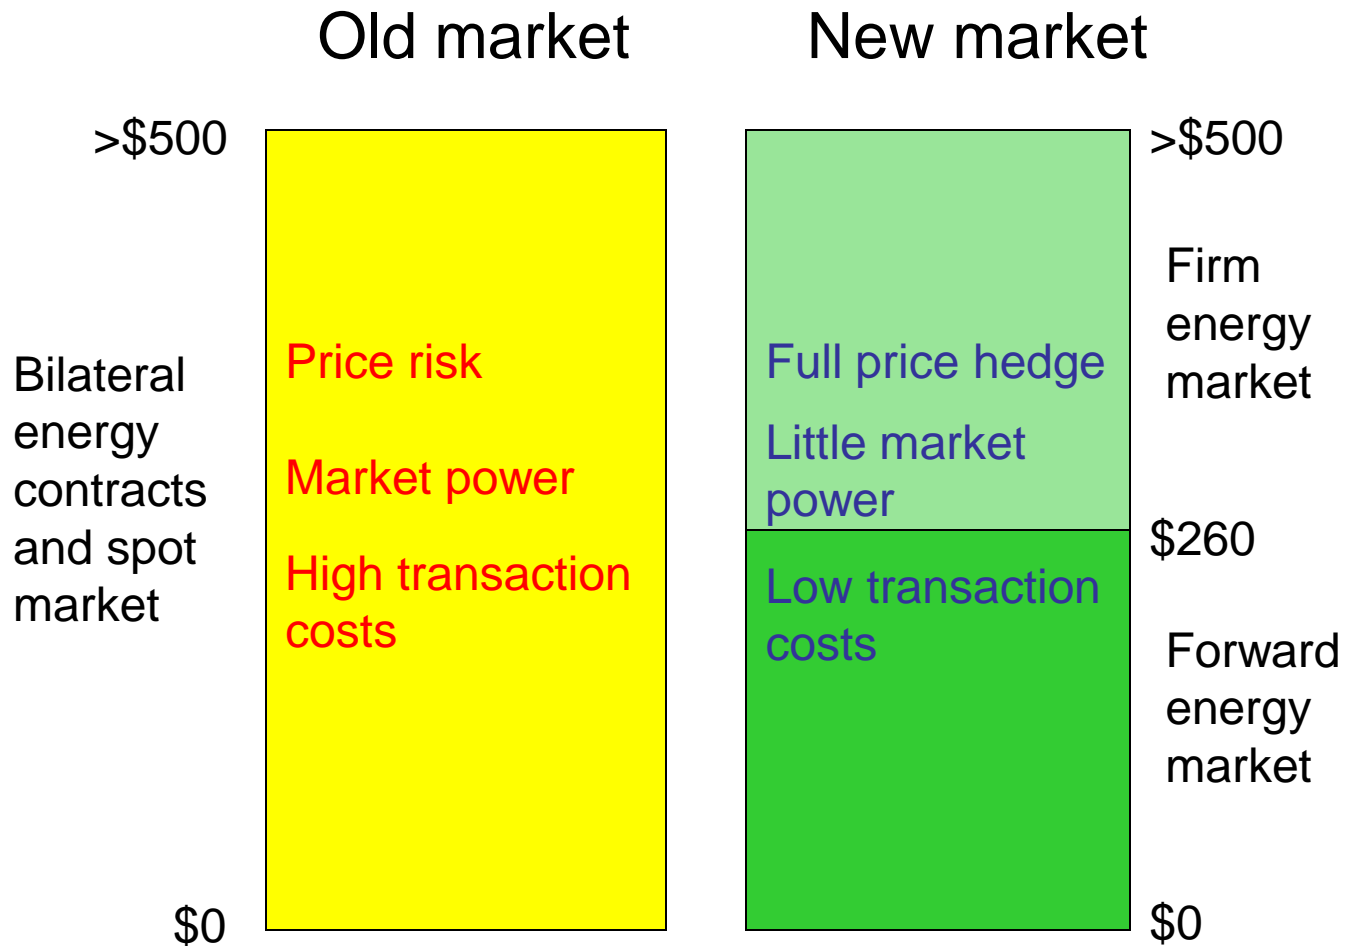 Old market
New market
>$500
>$500
Firm
energy
market
Bilateral
energy
contracts
and spot
market
Price risk
Market power
High transaction
costs
Full price hedge
Little market
power
$260
Low transaction
costs
Forward
energy
market
$0
$0